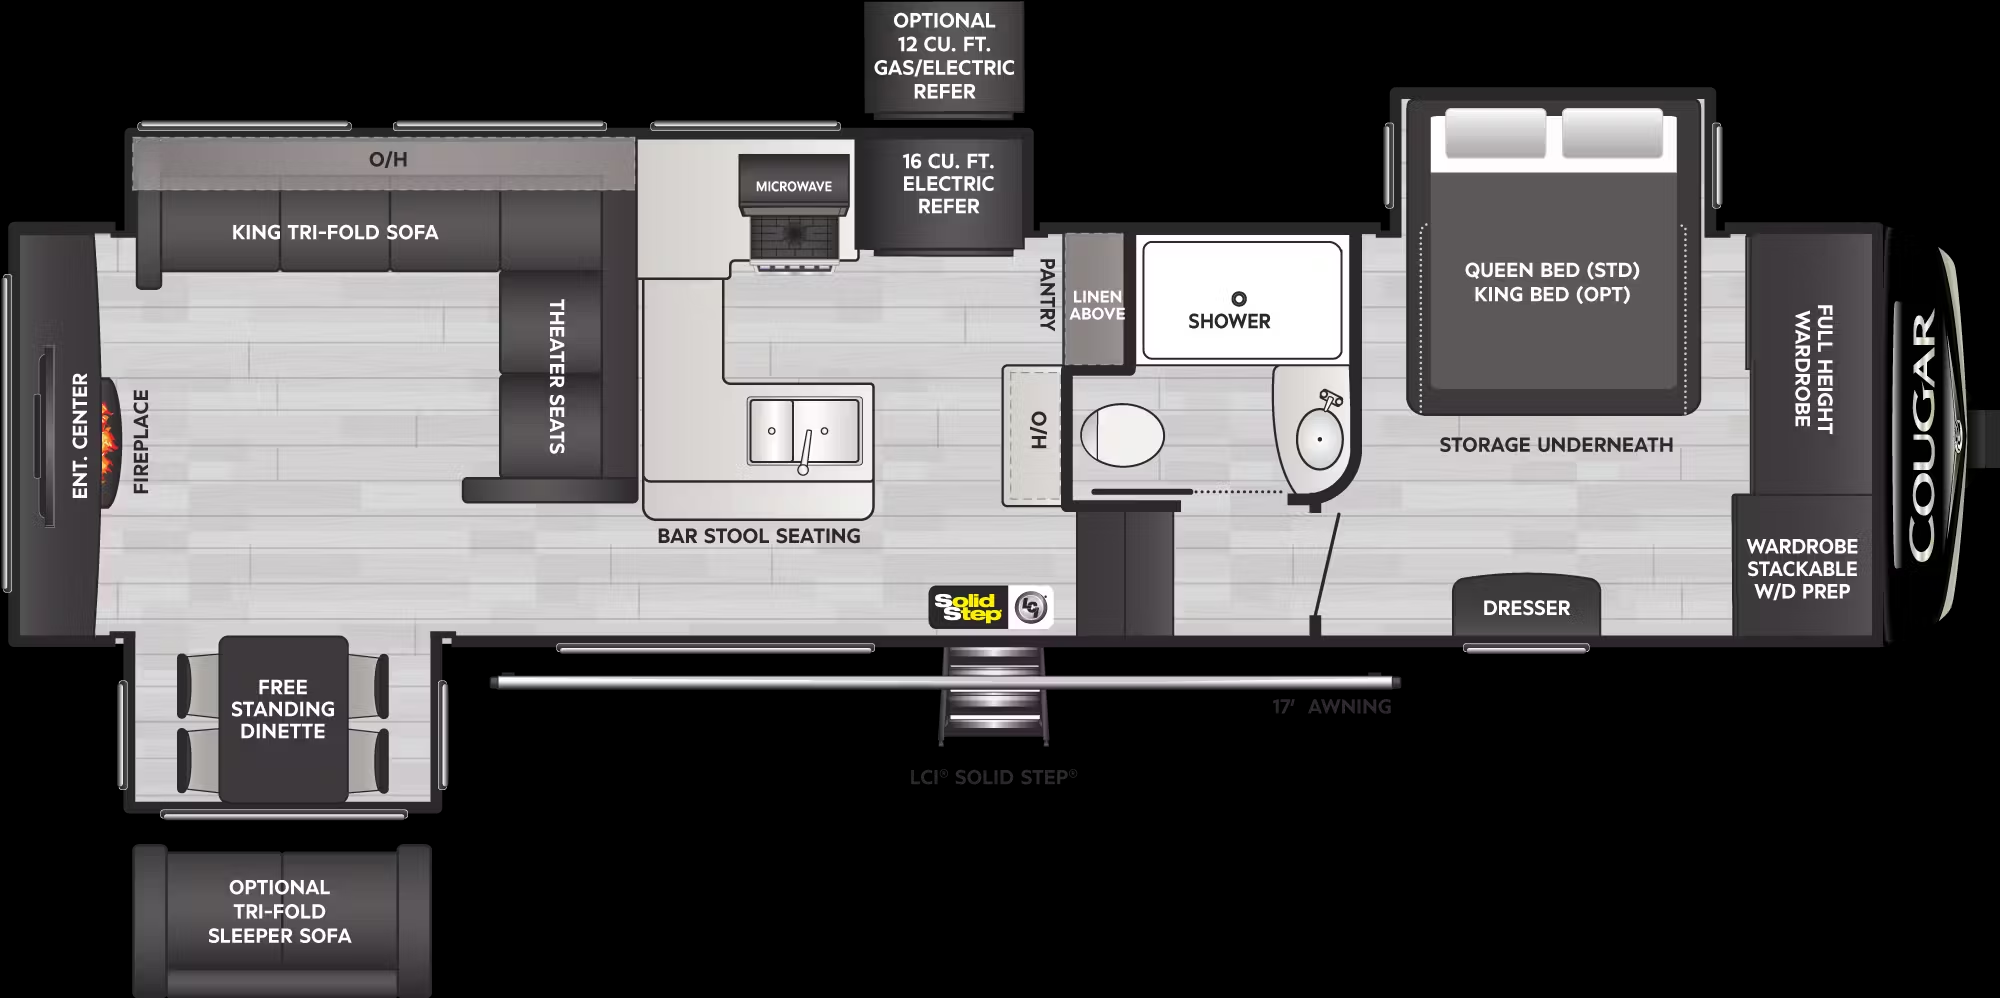 OPTIONAL
12 CU. FT.
GAS/ELECTRIC
REFER
O/H
16 CU. FT.
ELECTRIC
REFER
MICROWAVE
KING TRI-FOLD SOFA
PANTRY
LINEN
ABOVE
SHOWER
QUEEN BED (STD)
KING BED (OPT)
FULL HEIGHT
WARDROBE
COUGAR
ENT. CENTER
FIREPLACE
THEATER SEATS
O/H
STORAGE UNDERNEATH
BAR STOOL SEATING
WARDROBE
STACKABLE
W/D PREP
Solid
Step
LCI
DRESSER
FREE
STANDING
DINETTE
17' AWNING
LCI® SOLID STEP®
OPTIONAL
TRI-FOLD
SLEEPER SOFA